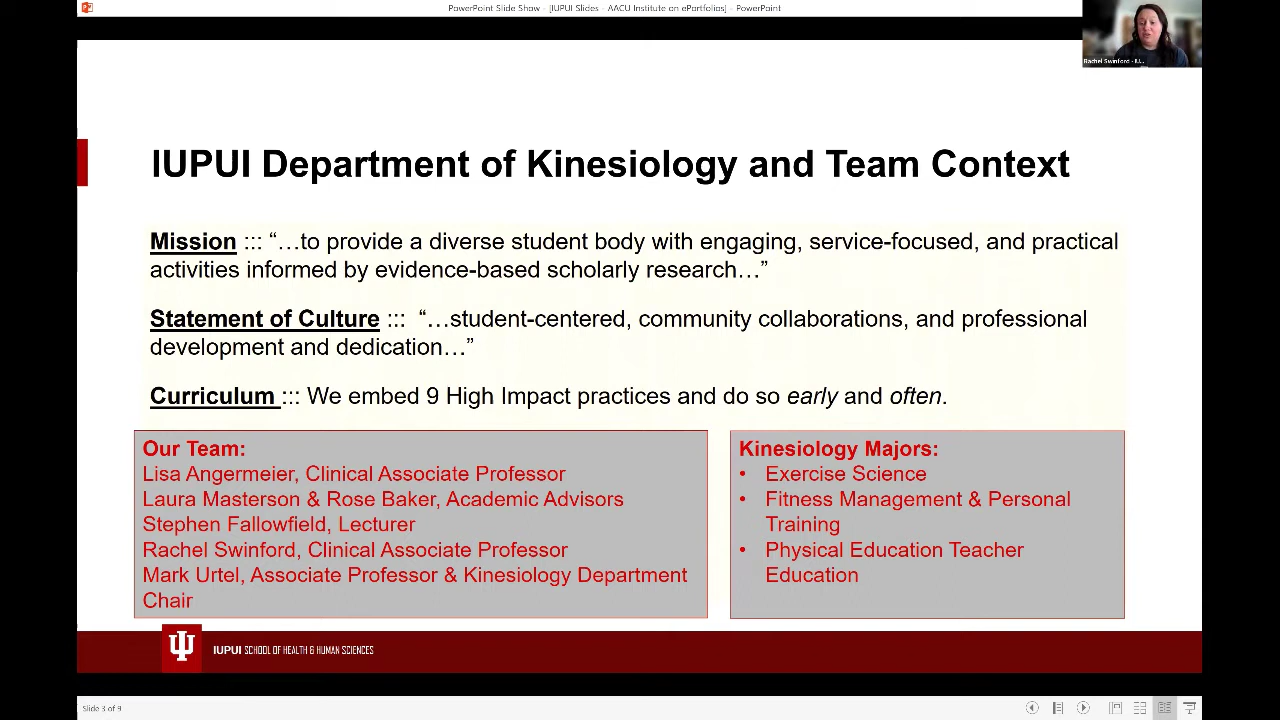 PowerPoint Slide Show - [IUPUI Slides - AACU Institute on ePortfolios] - PowerPoint
Rachel Swinford - IU...
IUPUI Department of Kinesiology and Team Context
Mission ::: “…to provide a diverse student body with engaging, service-focused, and practical
activities informed by evidence-based scholarly research…”
Statement of Culture ::: “…student-centered, community collaborations, and professional
development and dedication…”
Curriculum ::: We embed 9 High Impact practices and do so early and often.
Our Team:
Lisa Angermeier, Clinical Associate Professor
Laura Masterson & Rose Baker, Academic Advisors
Stephen Fallowfield, Lecturer
Rachel Swinford, Clinical Associate Professor
Mark Urtel, Associate Professor & Kinesiology Department
Chair
Kinesiology Majors:
• Exercise Science
• Fitness Management & Personal
Training
• Physical Education Teacher
Education
IUPUI SCHOOL OF HEALTH & HUMAN SCIENCES
Slide 3 of 9